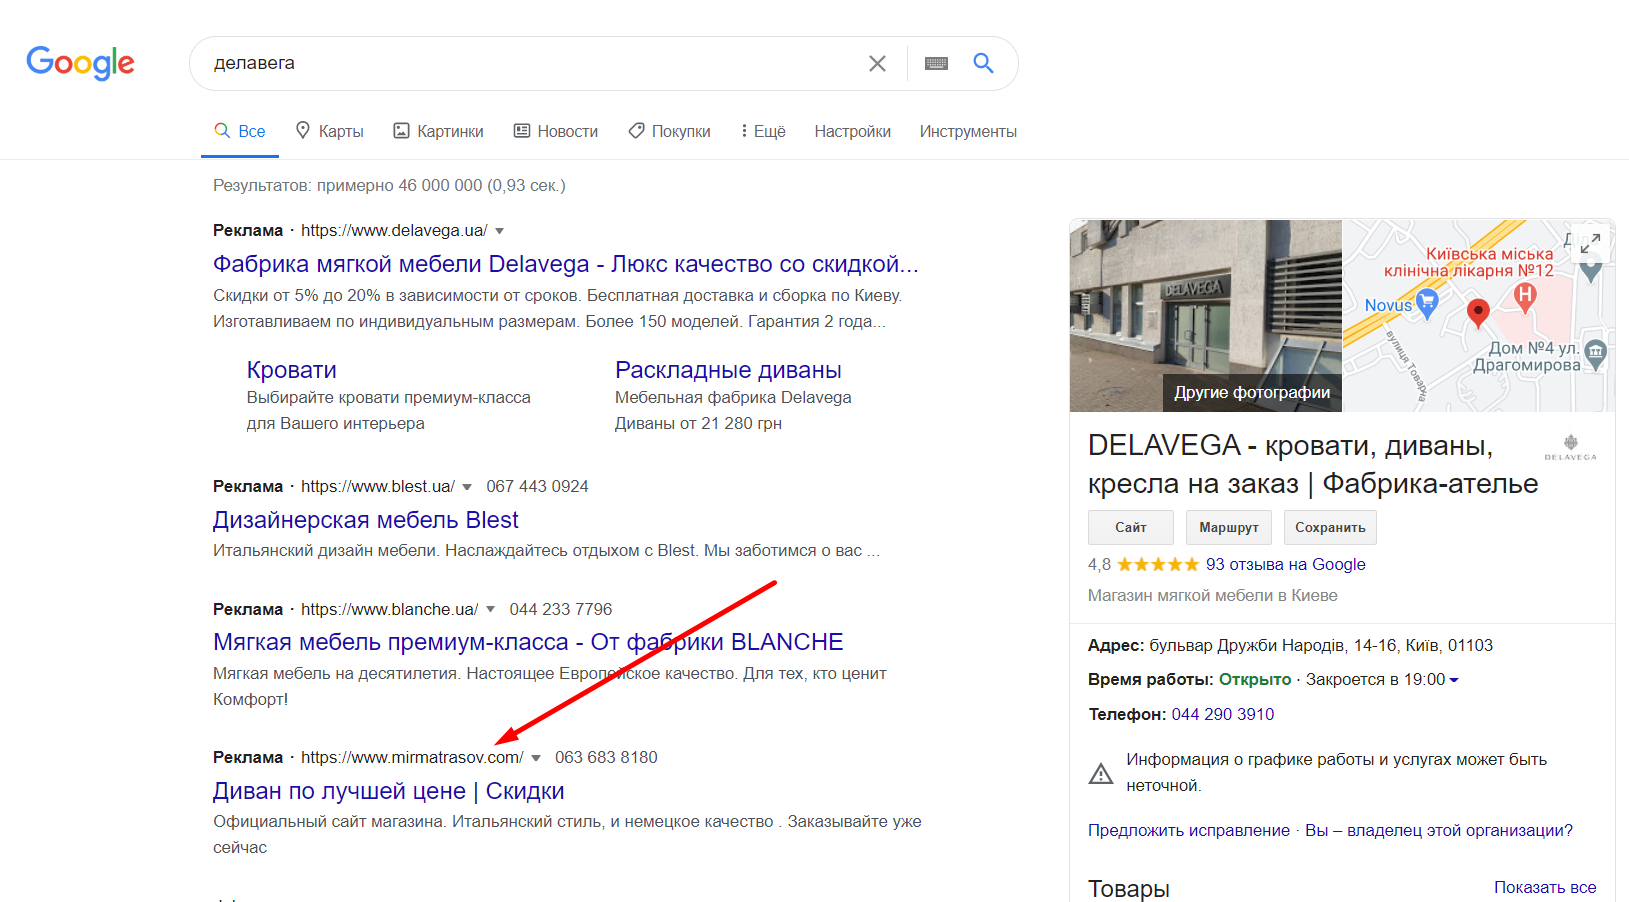 Google
делавега
Все
Карты
Картинки
Новости
Покупки
Ещё
Настройки
Инструменты
Результатов: примерно 46 000 000 (0,93 сек.)
Реклама · https://www.delavega.ua/
Фабрика мягкой мебели Delavega - Люкс качество со скидкой...
Скидки от 5% до 20% в зависимости от сроков. Бесплатная доставка и сборка по Киеву.
Изготавливаем по индивидуальным размерам. Более 150 моделей. Гарантия 2 года...
Кровати
Выбирайте кровати премиум-класса
для Вашего интерьера
Раскладные диваны
Мебельная фабрика Delavega
Диваны от 21 280 грн
Реклама · https://www.blest.ua/ 067 443 0924
Дизайнерская мебель Blest
Итальянский дизайн мебели. Наслаждайтесь отдыхом с Blest. Мы заботимся о вас ...
Реклама · https://www.blanche.ua/ 044 233 7796
Мягкая мебель премиум-класса - От фабрики BLANCHE
Мягкая мебель на десятилетия. Настоящее Европейское качество. Для тех, кто ценит
Комфорт!
Реклама · https://www.mirmatrasov.com/ 063 683 8180
Диван по лучшей цене | Скидки
Официальный сайт магазина. Итальянский стиль, и немецкое качество . Заказывайте уже
сейчас
DELAVEGA
Другие фотографии
Київська міська
клінічна лікарня №12
Novus
H
Дом №4 ул.
Драгомирова
вулиця Товарна
DELAVEGA - кровати, диваны,
кресла на заказ | Фабрика-ателье
DELAVEGA
Сайт
Маршрут
Сохранить
4,8 93 отзыва на Google
Магазин мягкой мебели в Киеве
Адрес: бульвар Дружби Народів, 14-16, Київ, 01103
Время работы: Открыто · Закроется в 19:00
Телефон: 044 290 3910
Информация о графике работы и услугах может быть
неточной.
Предложить исправление · Вы – владелец этой организации?
Товары
Показать все